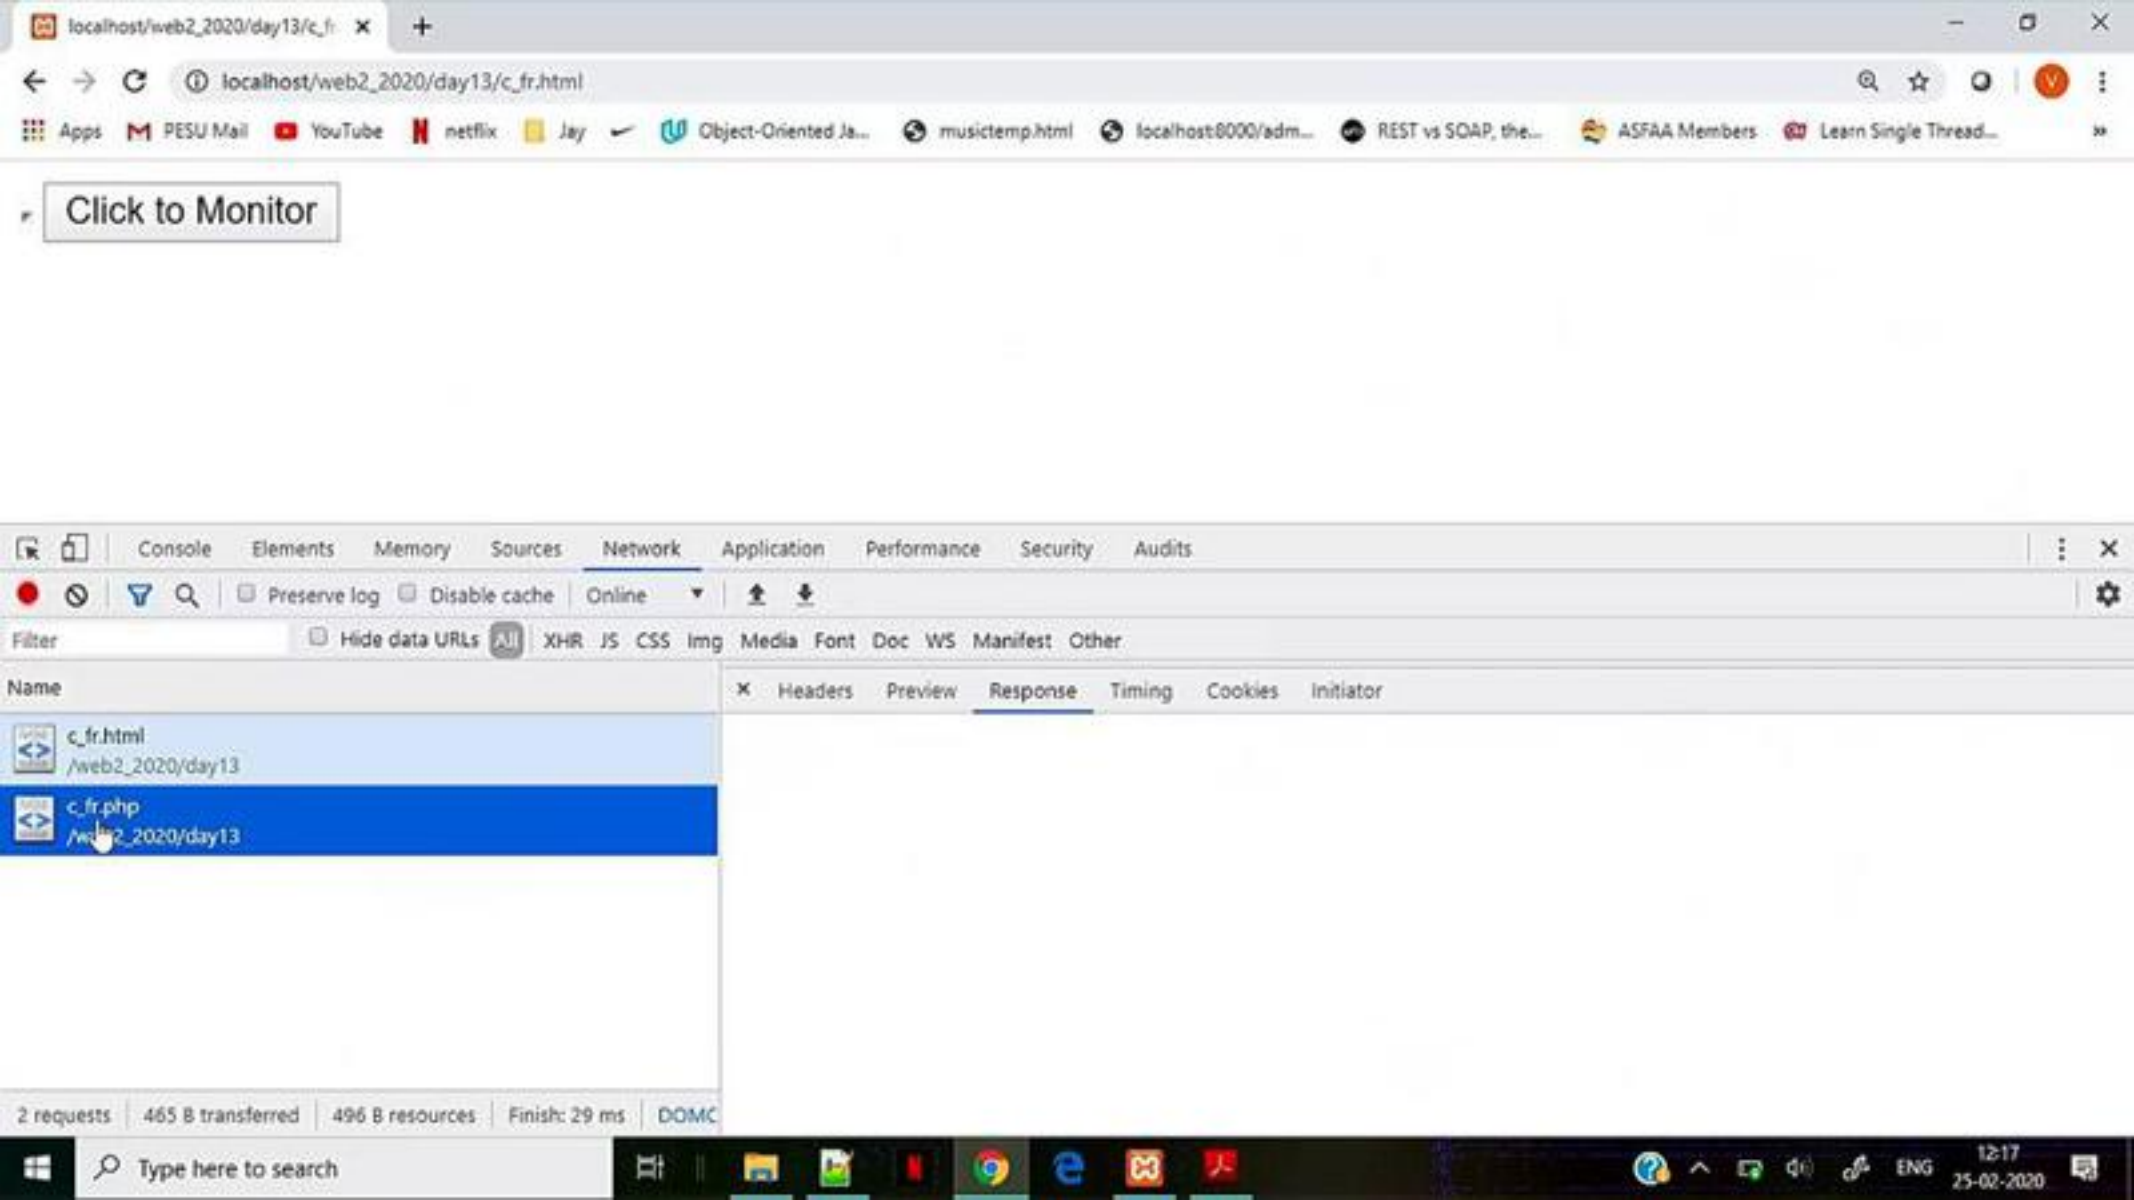 localhost/web2_2020/day13/c_fr
localhost/web2_2020/day13/c_fr.html
Apps PESU Mail YouTube netflix Jay Object-Oriented Ja... musictemp.html localhost:8000/adm... REST vs SOAP, the... ASFAA Members Learn Single Thread... »
Click to Monitor
Console Elements Memory Sources Network Application Performance Security Audits
Preserve log Disable cache Online
Filter Hide data URLs All XHR JS CSS Img Media Font Doc WS Manifest Other
Name
Headers Preview Response Timing Cookies Initiator
c_fr.html
/web2_2020/day13
c_fr.php
/web2_2020/day13
2 requests 465 B transferred 496 B resources Finish: 29 ms DOMC
Type here to search
ENG
12:17
25-02-2020